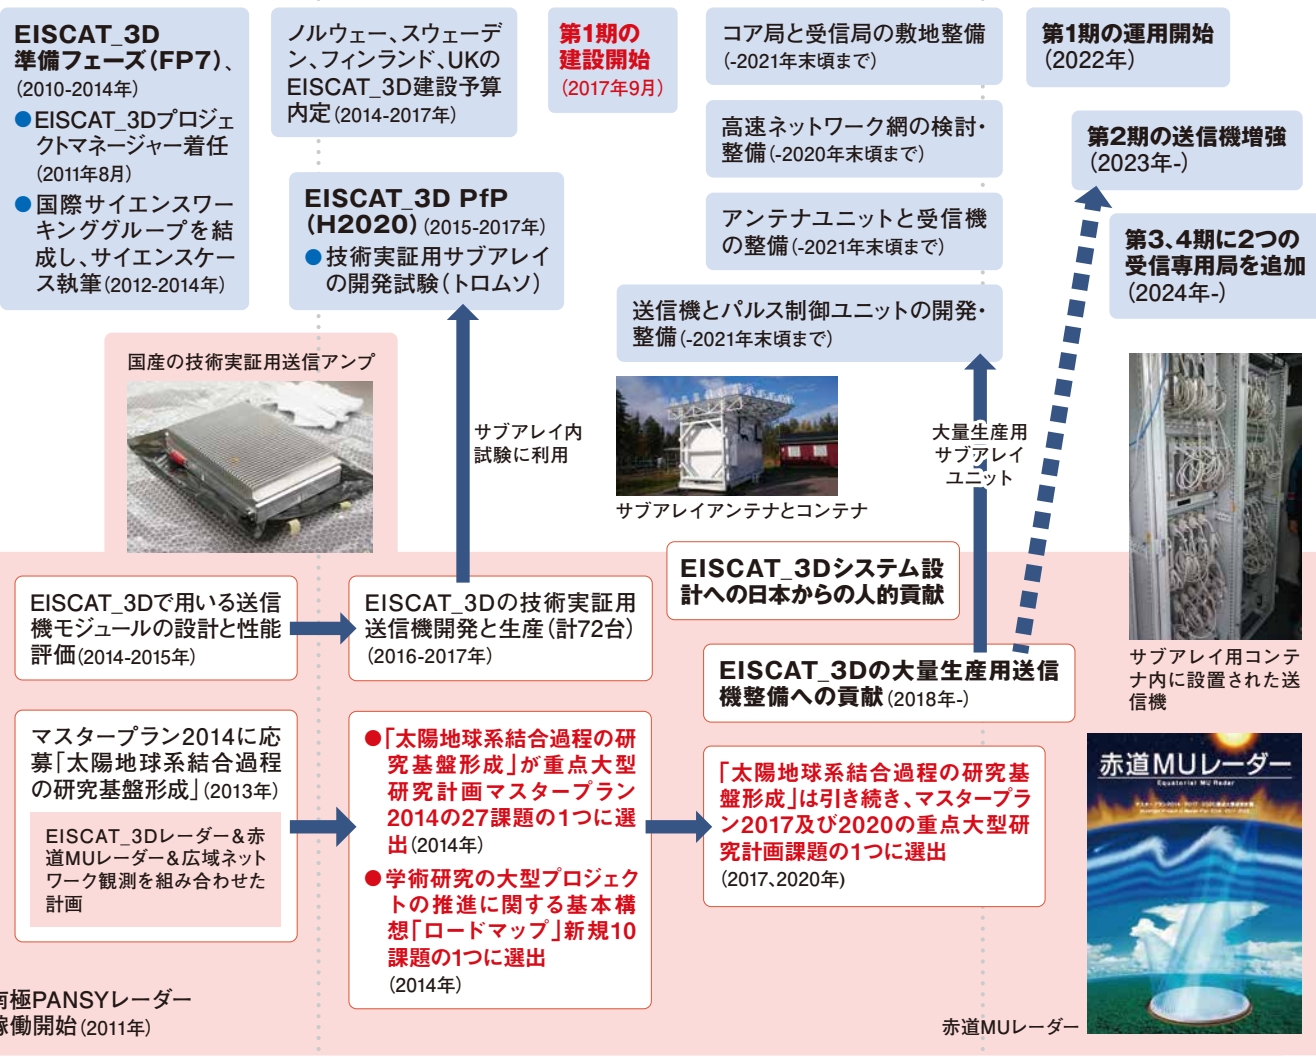 EISCAT_3D
準備フェーズ(FP7)、
(2010-2014年)
●EISCAT_3Dプロジェ
クトマネージャー着任
(2011年8月)
●国際サイエンスワー
キンググループを結
成し、サイエンスケー
ス執筆(2012-2014年)
ノルウェー、スウェーデ
ン、フィンランド、UKの
EISCAT_3D建設予算
内定(2014-2017年)
EISCAT_3D PfP
(H2020)(2015-2017年)
●技術実証用サブアレイ
の開発試験(トロムソ)
第1期の
建設開始
(2017年9月)
コア局と受信局の敷地整備
(-2021年末頃まで)
高速ネットワーク網の検討・
整備(-2020年末頃まで)
アンテナユニットと受信機
の整備(-2021年末頃まで)
送信機とパルス制御ユニットの開発・
整備(-2021年末頃まで)
第1期の運用開始
(2022年)
第2期の送信機増強
(2023年-)
第3、4期に2つの
受信専用局を追加
(2024年-)
国産の技術実証用送信アンプ
サブアレイ内
試験に利用
サブアレイアンテナとコンテナ
大量生産用
サブアレイ
ユニット
サブアレイ用コンテ
ナ内に設置された送
信機
EISCAT_3Dで用いる送信
機モジュールの設計と性能
評価(2014-2015年)
EISCAT_3Dの技術実証用
送信機開発と生産(計72台)
(2016-2017年)
EISCAT_3Dシステム設
計への日本からの人的貢献
EISCAT_3Dの大量生産用送信
機整備への貢献(2018年-)
マスタープラン2014に応
募「太陽地球系結合過程
の研究基盤形成」(2013年)
EISCAT_3Dレーダー&赤
道MUレーダー&広域ネット
ワーク観測を組み合わせた
計画
●「太陽地球系結合過程の研
究基盤形成」が重点大型
研究計画マスタープラン
2014の27課題の1つに選
出(2014年)
●学術研究の大型プロジェク
トの推進に関する基本構
想「ロードマップ」新規10
課題の1つに選出
(2014年)
「太陽地球系結合過程の研究基
盤形成」は引き続き、マスタープラ
ン2017及び2020の重点大型研
究計画課題の1つに選出
(2017、2020年)
赤道MUレーダー
Equatorial MU Radar
赤道MUレーダー
南極PANSYレーダー
稼働開始(2011年)